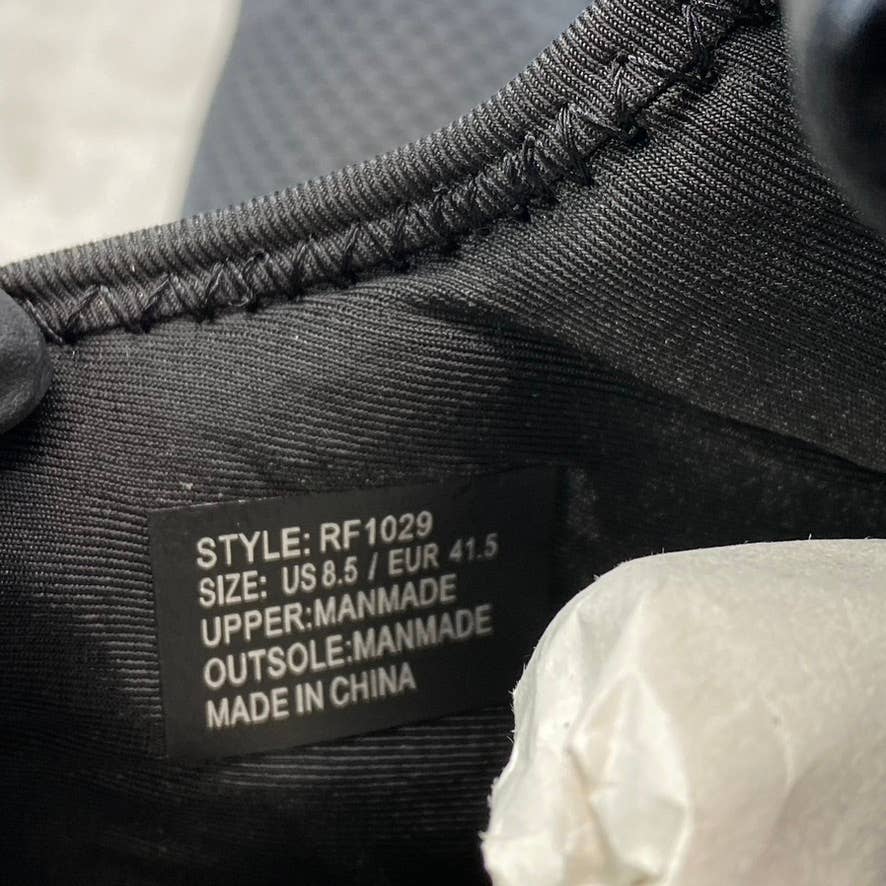 STYLE: RF1029
SIZE: US 8.5 / EUR 41.5
UPPER:MANMADE
OUTSOLE:MANMADE
MADE IN CHINA